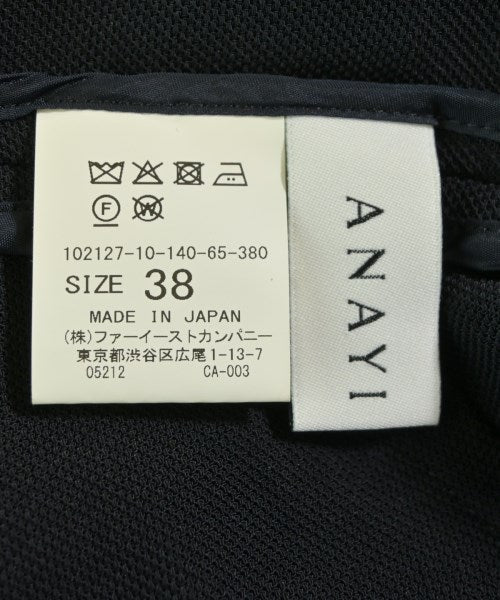 F
W
102127-10-140-65-380
SIZE 38
MADE IN JAPAN
(株)ファーイーストカンパニー
東京都渋谷区広尾1-13-7
05212 CA-003
ANAYI